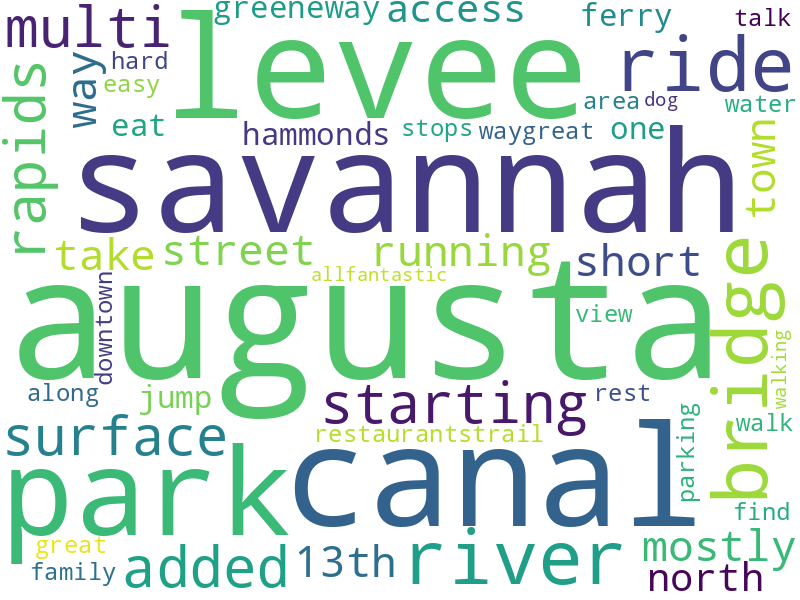 greeneway
access
ferry
talk
multi
levee
ride
way
hard
rapids
easy
area
dog
water
eat
hammonds
stops
waygreat
one
town
savannah
take
street
running
short
bridge
allfantastic
augusta
downtown
view
walking
along
jump
starting
rest
parking
walk
surface
restaurantstrail
park
canal
find
great
family
added
13th
river
mostly
north